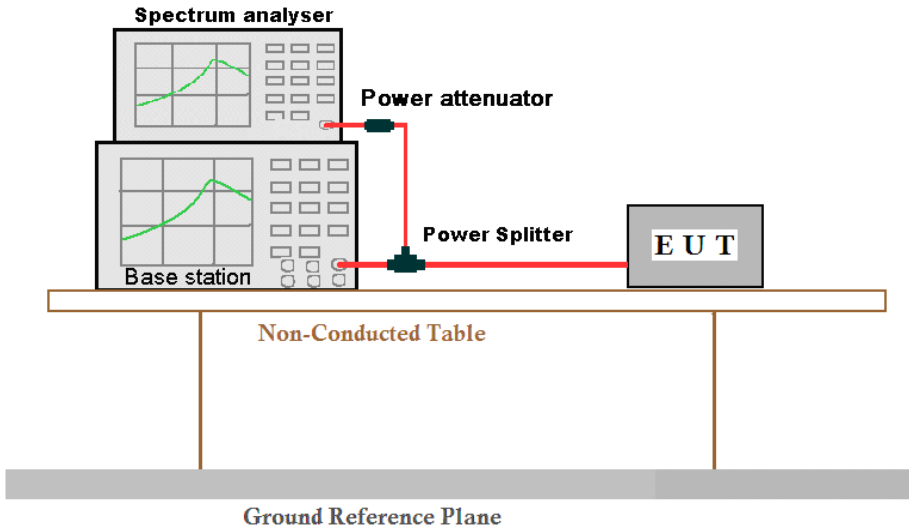 Spectrum analyser
Power attenuator
Power Splitter
E U T
Base station
Non-Conducted Table
Ground Reference Plane